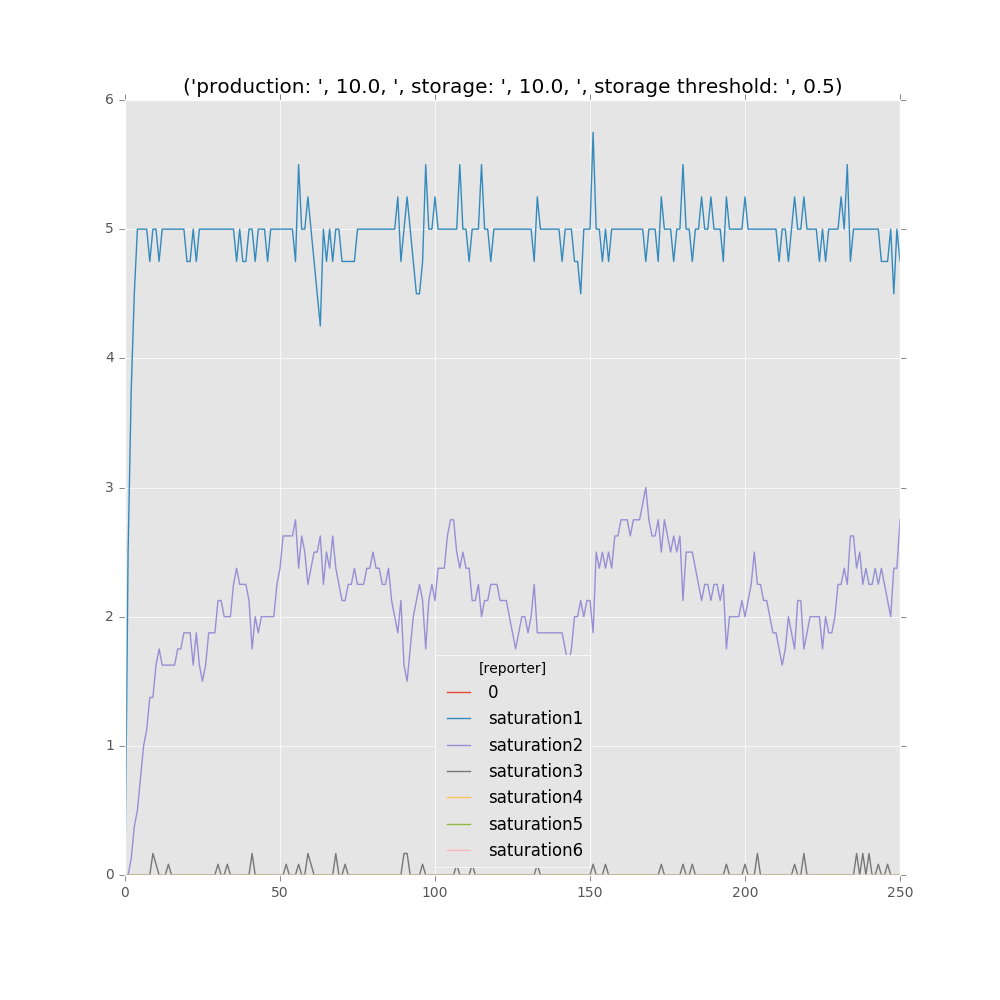 ('production: ', 10.0, ', storage: ', 10.0, ', storage threshold: ', 0.5)
6
5
4
3
2
1
0
[reporter]
0
saturation1
saturation2
saturation3
saturation4
saturation5
saturation6
0 50 100 150 200 250